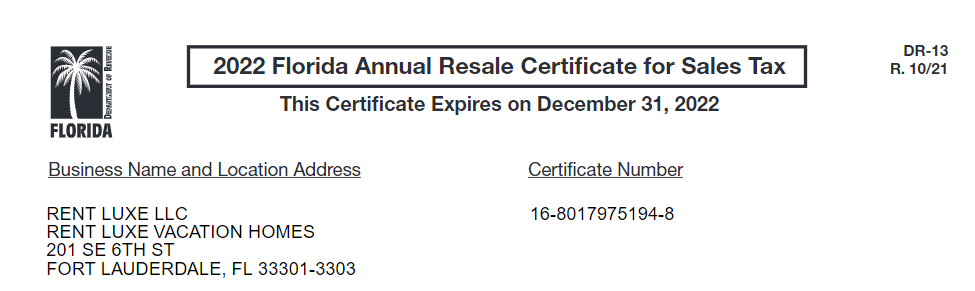 DR-13
R. 10/21
2022 Florida Annual Resale Certificate for Sales Tax
This Certificate Expires on December 31, 2022
DEPARTMENT OF REVENUE
FLORIDA
Business Name and Location Address
Certificate Number
RENT LUXE LLC
16-8017975194-8
RENT LUXE VACATION HOMES
201 SE 6TH ST
FORT LAUDERDALE, FL 33301-3303